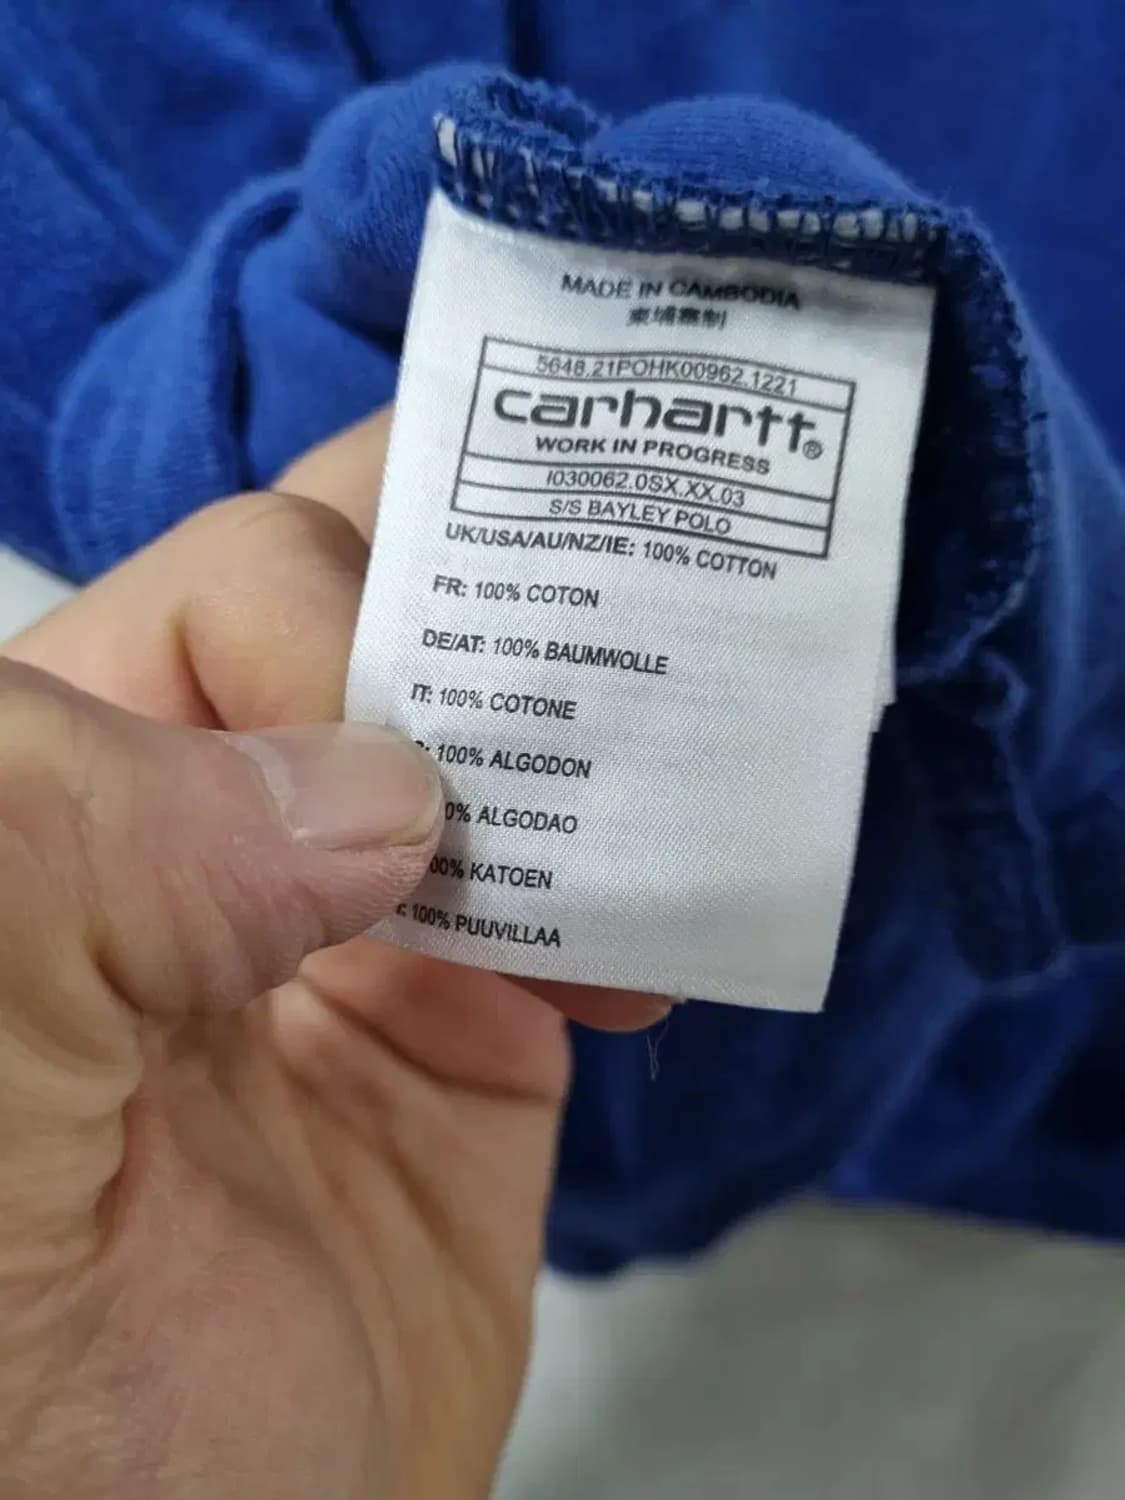 MADE IN CAMBODIA
柬埔寨制
5648.21POHK00962.1221
carhartt®
WORK IN PROGRESS
I030062.0SX.XX.03
S/S BAYLEY POLO
UK/USA/AU/NZ/IE: 100% COTTON
FR: 100% COTON
DE/AT: 100% BAUMWOLLE
IT: 100% COTONE
100% ALGODON
0% ALGODAO
00% KATOEN
100% PUUVILLAA